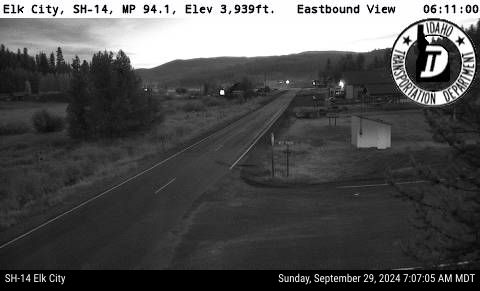 Elk City, SH-14, MP 94.1, Elev 3,939ft. Eastbound View 06:11:00
IDAHO
TRANSPORTATION DEPARTMENT
SH-14 Elk City Sunday, September 29, 2024 7:07:05 AM MDT